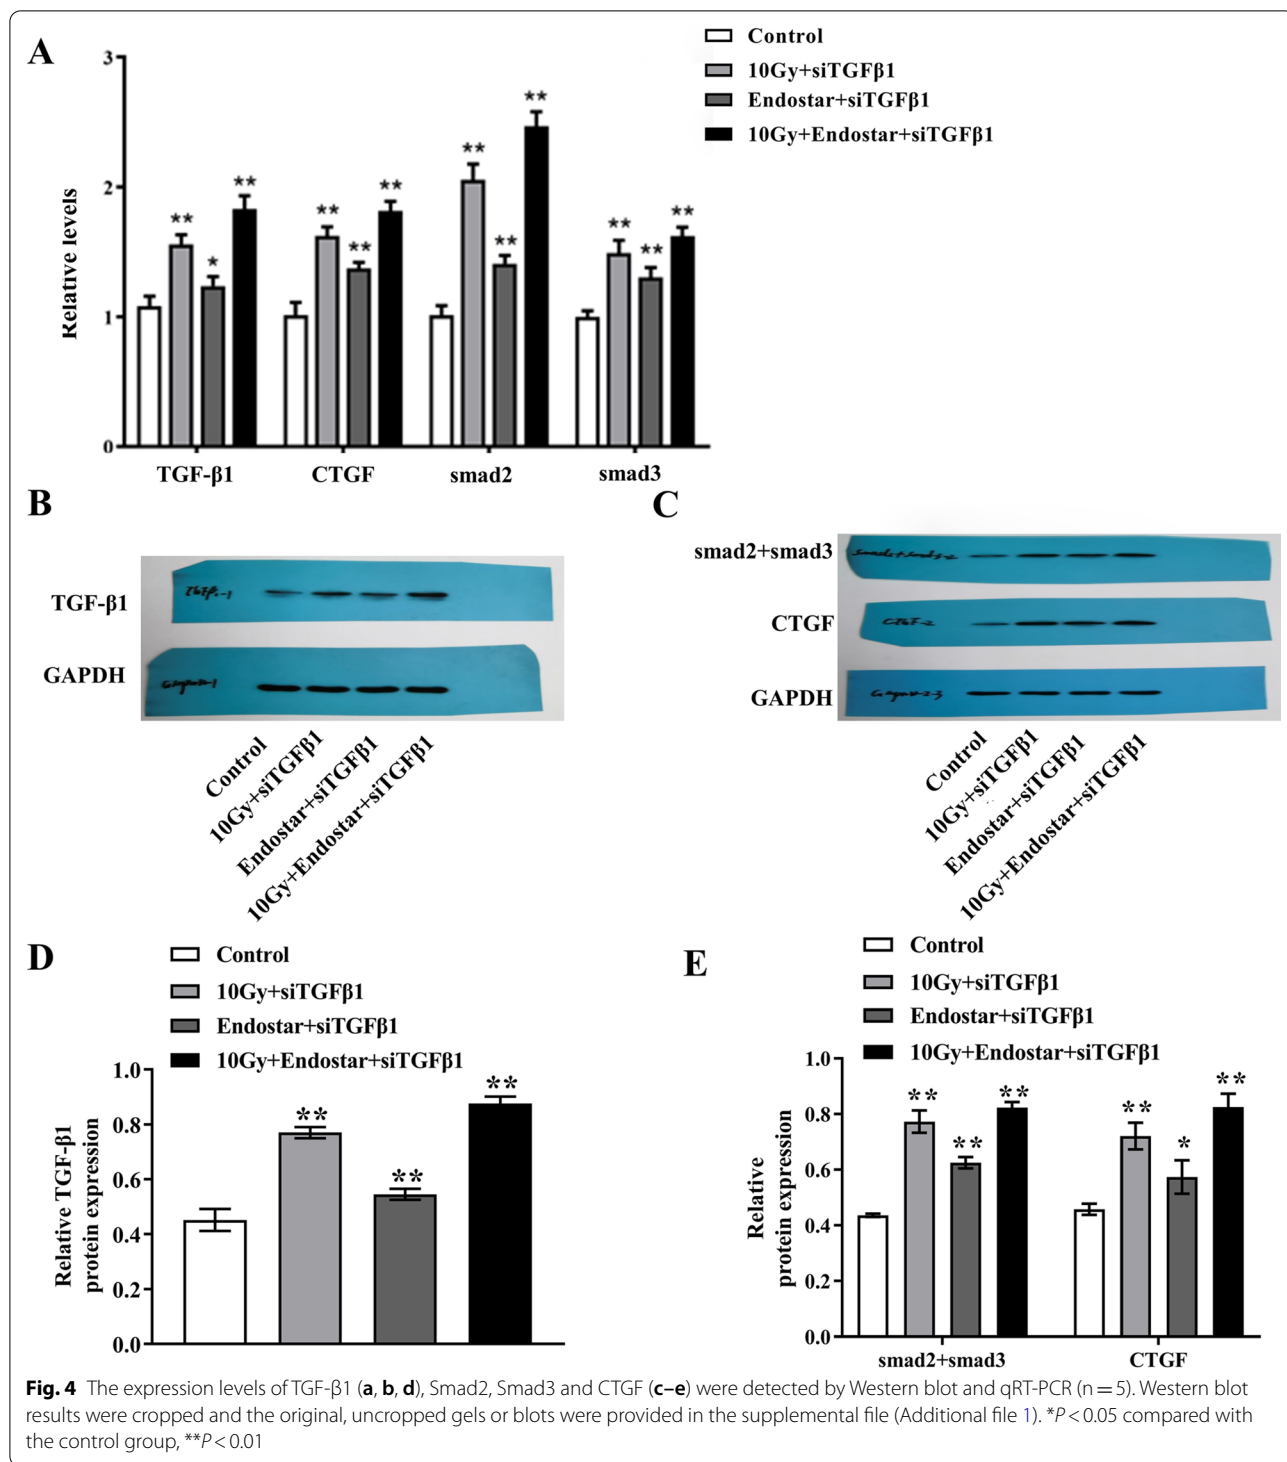 A
3
2
1
0
Relative levels
Control
10Gy+siTGFβ1
Endostar+siTGFβ1
10Gy+Endostar+siTGFβ1
** * **
** ** **
** ** **
** ** **
TGF-β1 CTGF smad2 smad3
B
TGF-β1
GAPDH
Control
10Gy+siTGFβ1
Endostar+siTGFβ1
10Gy+Endostar+siTGFβ1
C
smad2+smad3
CTGF
CTGF-2
GAPDH
Control
10Gy+siTGFβ1
Endostar+siTGFβ1
10Gy+Endostar+siTGFβ1
D
Control
10Gy+siTGFβ1
Endostar+siTGFβ1
10Gy+Endostar+siTGFβ1
Relative TGF-β1
protein expression
1.0
0.8
0.6
0.4
0.2
0.0
** ** **
E
Control
10Gy+siTGFβ1
Endostar+siTGFβ1
10Gy+Endostar+siTGFβ1
Relative
protein expression
1.0
0.8
0.6
0.4
0.2
0.0
** ** **
** * **
smad2+smad3 CTGF
Fig. 4 The expression levels of TGF-β1 (a, b, d), Smad2, Smad3 and CTGF (c–e) were detected by Western blot and qRT-PCR (n = 5). Western blot
results were cropped and the original, uncropped gels or blots were provided in the supplemental file (Additional file 1). *P < 0.05 compared with
the control group, **P < 0.01